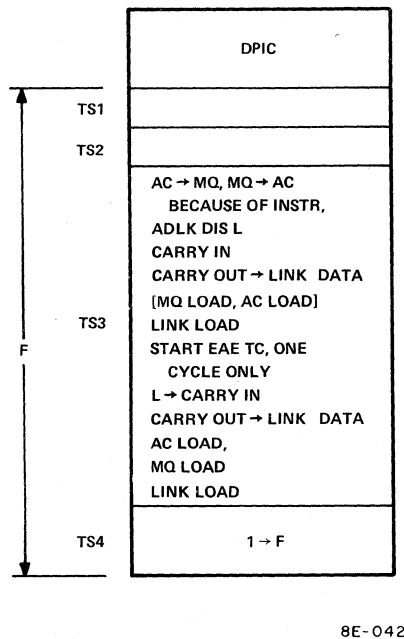 DPIC
TS1
TS2
AC → MQ, MQ → AC
BECAUSE OF INSTR,
ADLK DIS L
CARRY IN
CARRY OUT → LINK DATA
[MQ LOAD, AC LOAD]
TS3
LINK LOAD
F
START EAE TC, ONE
CYCLE ONLY
L → CARRY IN
CARRY OUT → LINK DATA
AC LOAD,
MQ LOAD
LINK LOAD
TS4
1 → F
8E-042